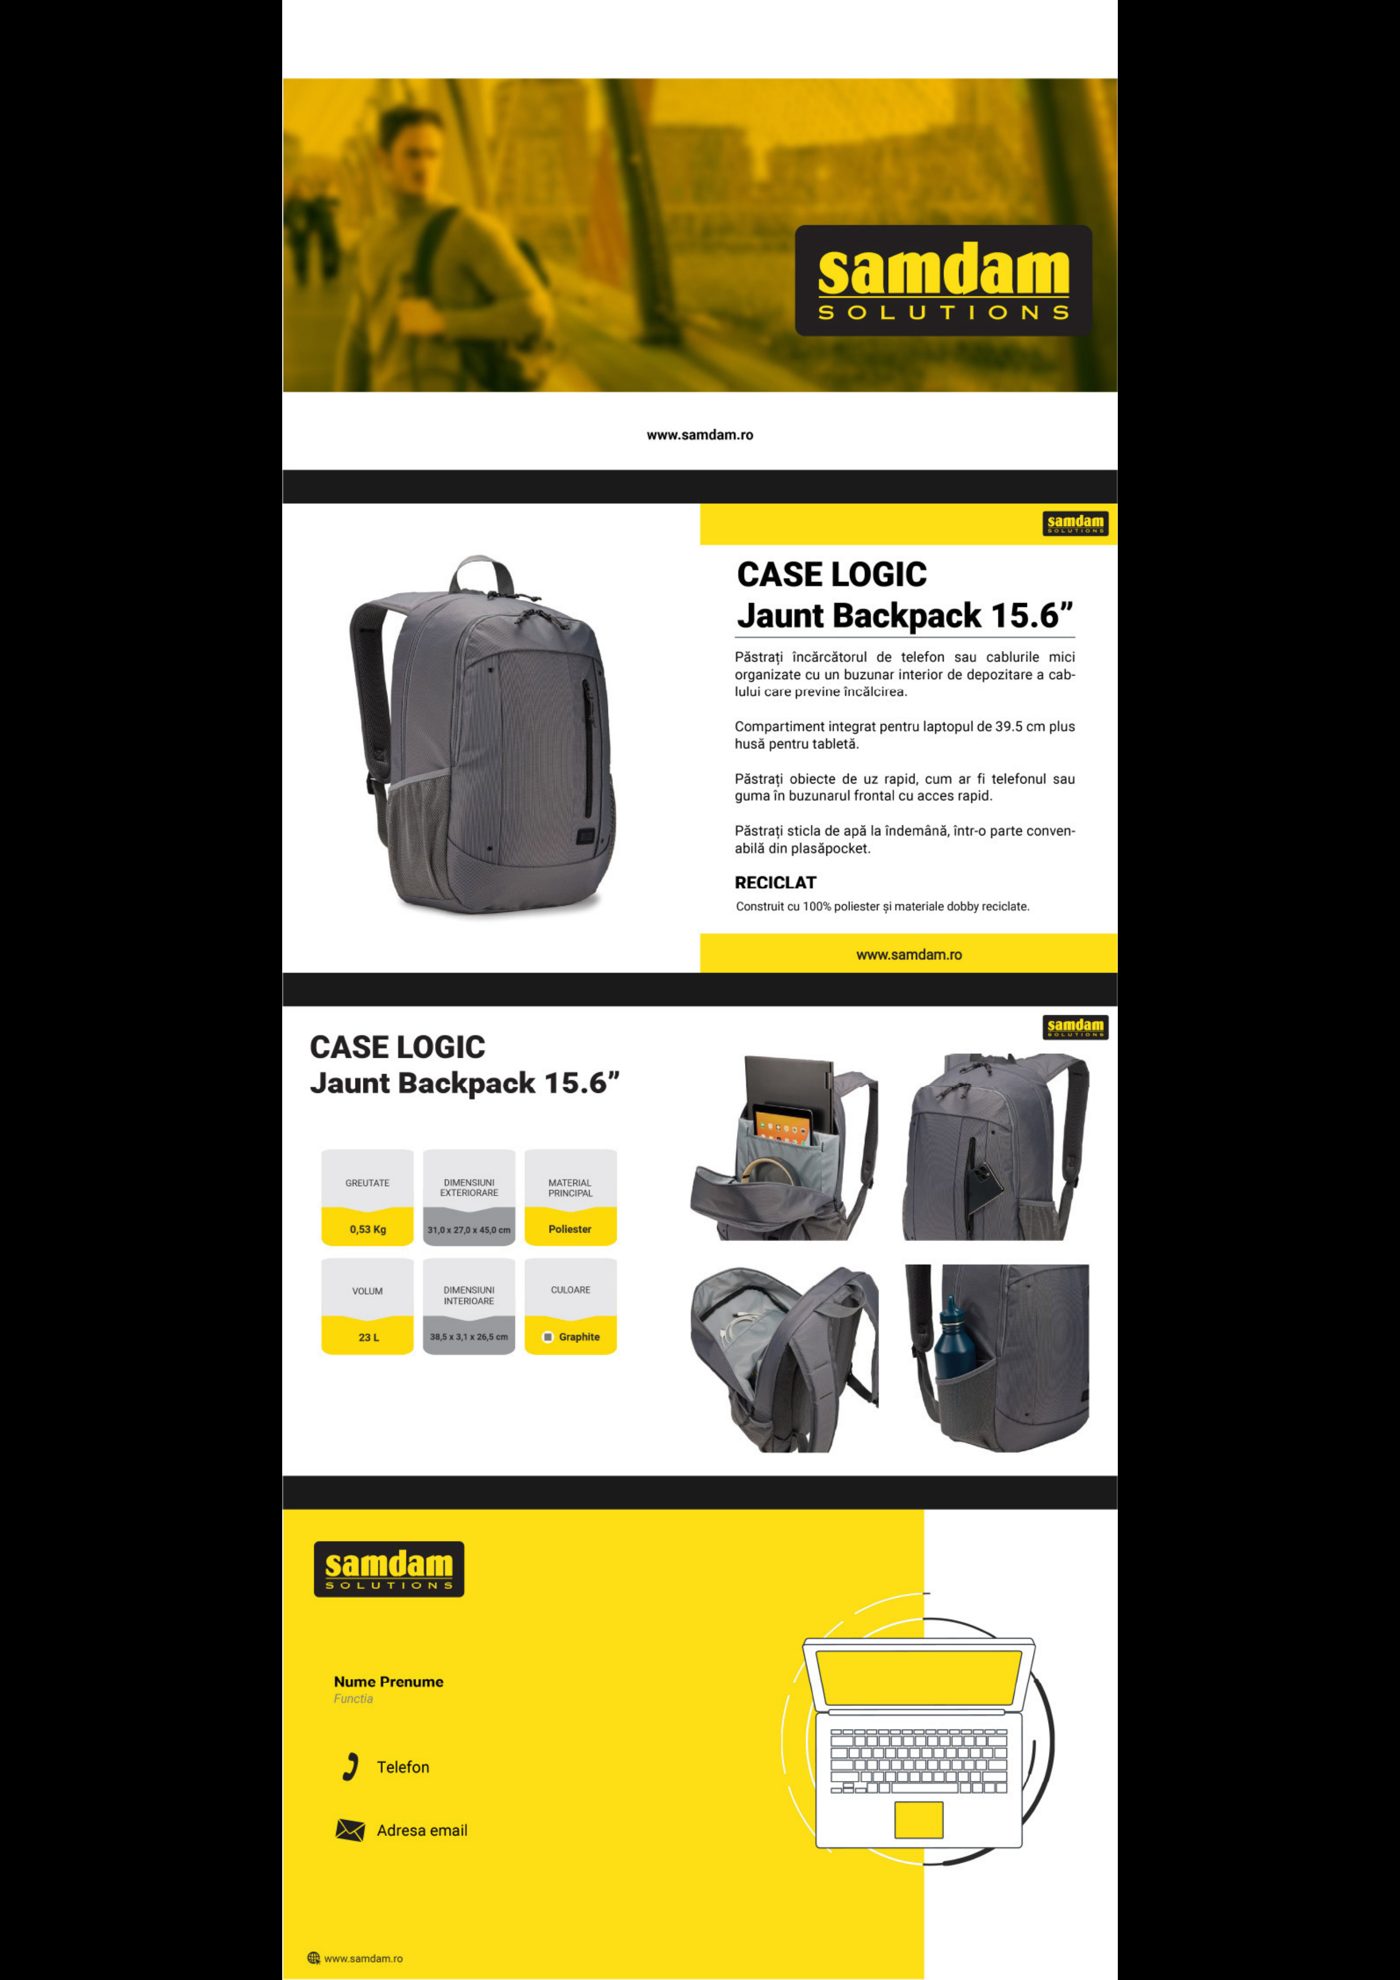 samdam
SOLUTIONS
www.samdam.ro
samdam
SOLUTIONS
CASE LOGIC
Jaunt Backpack 15.6”
Păstrați încărcătorul de telefon sau cablurile mici
organizate cu un buzunar interior de depozitare a cab-
lului care previne încălcirea.
Compartiment integrat pentru laptopul de 39.5 cm plus
husă pentru tabletă.
Păstrați obiecte de uz rapid, cum ar fi telefonul sau
guma în buzunarul frontal cu acces rapid.
Păstrați sticla de apă la îndemână, într-o parte conven-
abilă din plasăpocket.
RECICLAT
Construit cu 100% poliester și materiale dobby reciclate.
www.samdam.ro
samdam
SOLUTIONS
CASE LOGIC
Jaunt Backpack 15.6”
GREUTATE
0,53 Kg
DIMENSIUNI
EXTERIORARE
31,0 x 27,0 x 45,0 cm
MATERIAL
PRINCIPAL
Poliester
VOLUM
23 L
DIMENSIUNI
INTERIOARE
38,5 x 3,1 x 26,5 cm
CULOARE
Graphite
samdam
SOLUTIONS
Nume Prenume
Functia
Telefon
Adresa email
www.samdam.ro